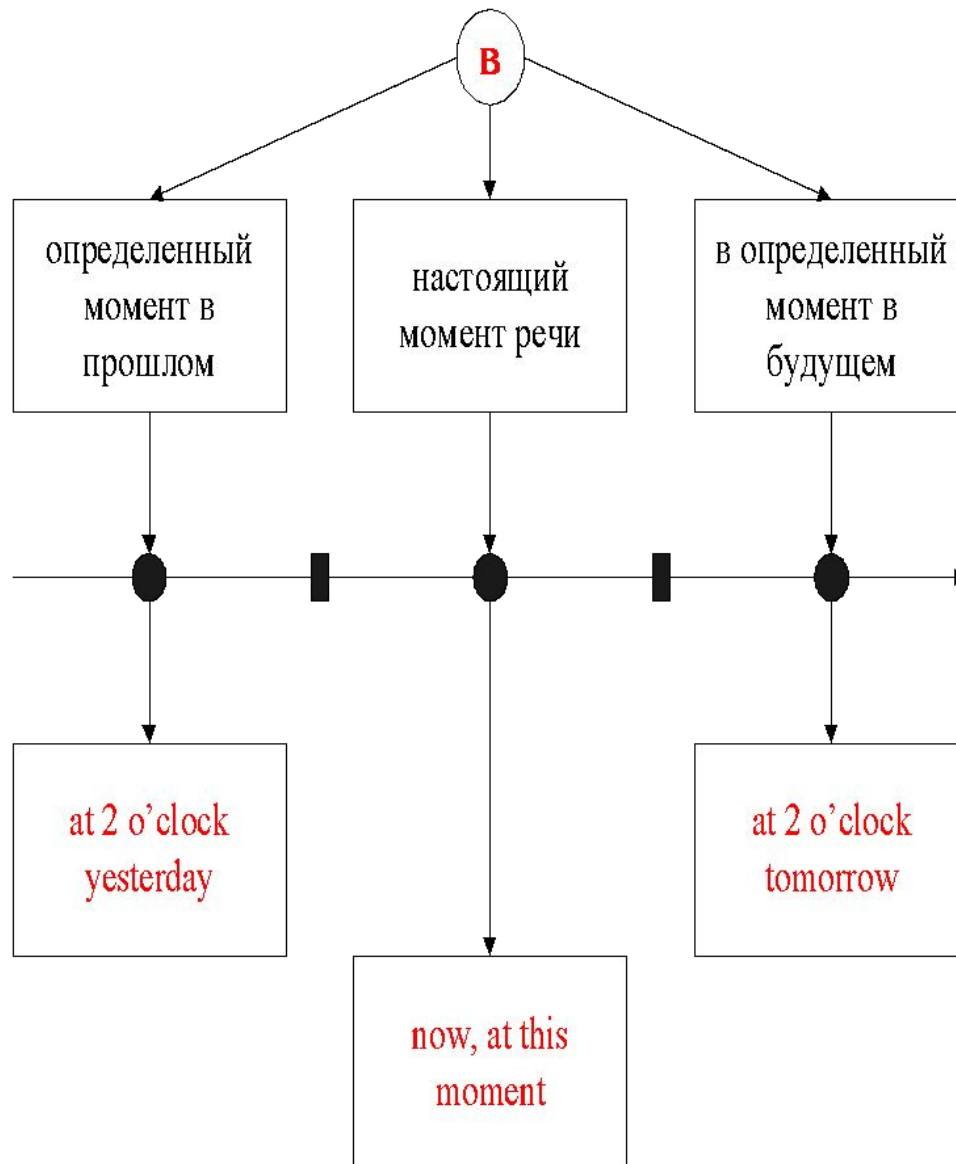 В
определенный
момент в
прошлом
настоящий
момент речи
в определенный
момент в
будущем
at 2 o’clock
yesterday
at 2 o’clock
tomorrow
now, at this
moment